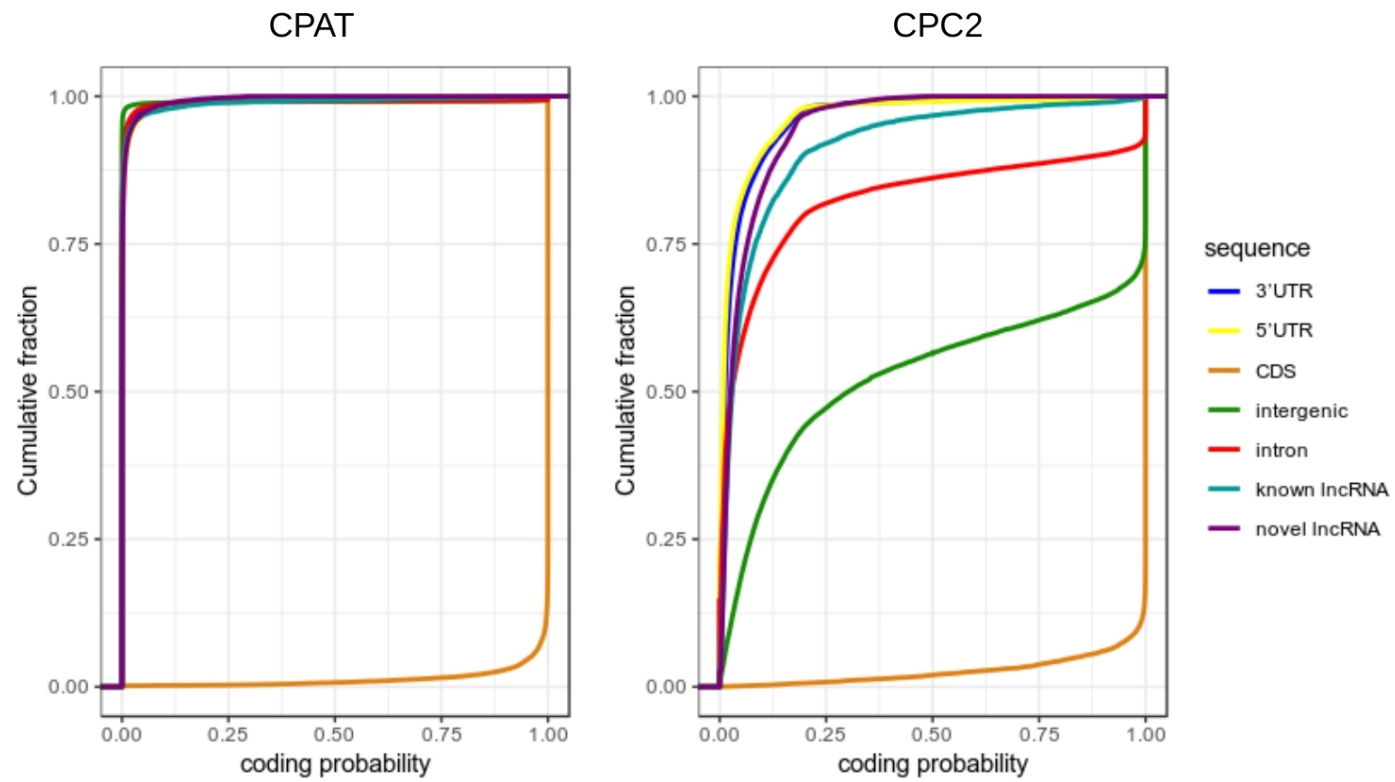 CPAT
CPC2
Cumulative fraction
1.00
0.75
0.50
0.25
0.00
0.00 0.25 0.50 0.75 1.00
coding probability
Cumulative fraction
1.00
0.75
0.50
0.25
0.00
0.00 0.25 0.50 0.75 1.00
coding probability
sequence
3'UTR
5'UTR
CDS
intergenic
intron
known lncRNA
novel lncRNA